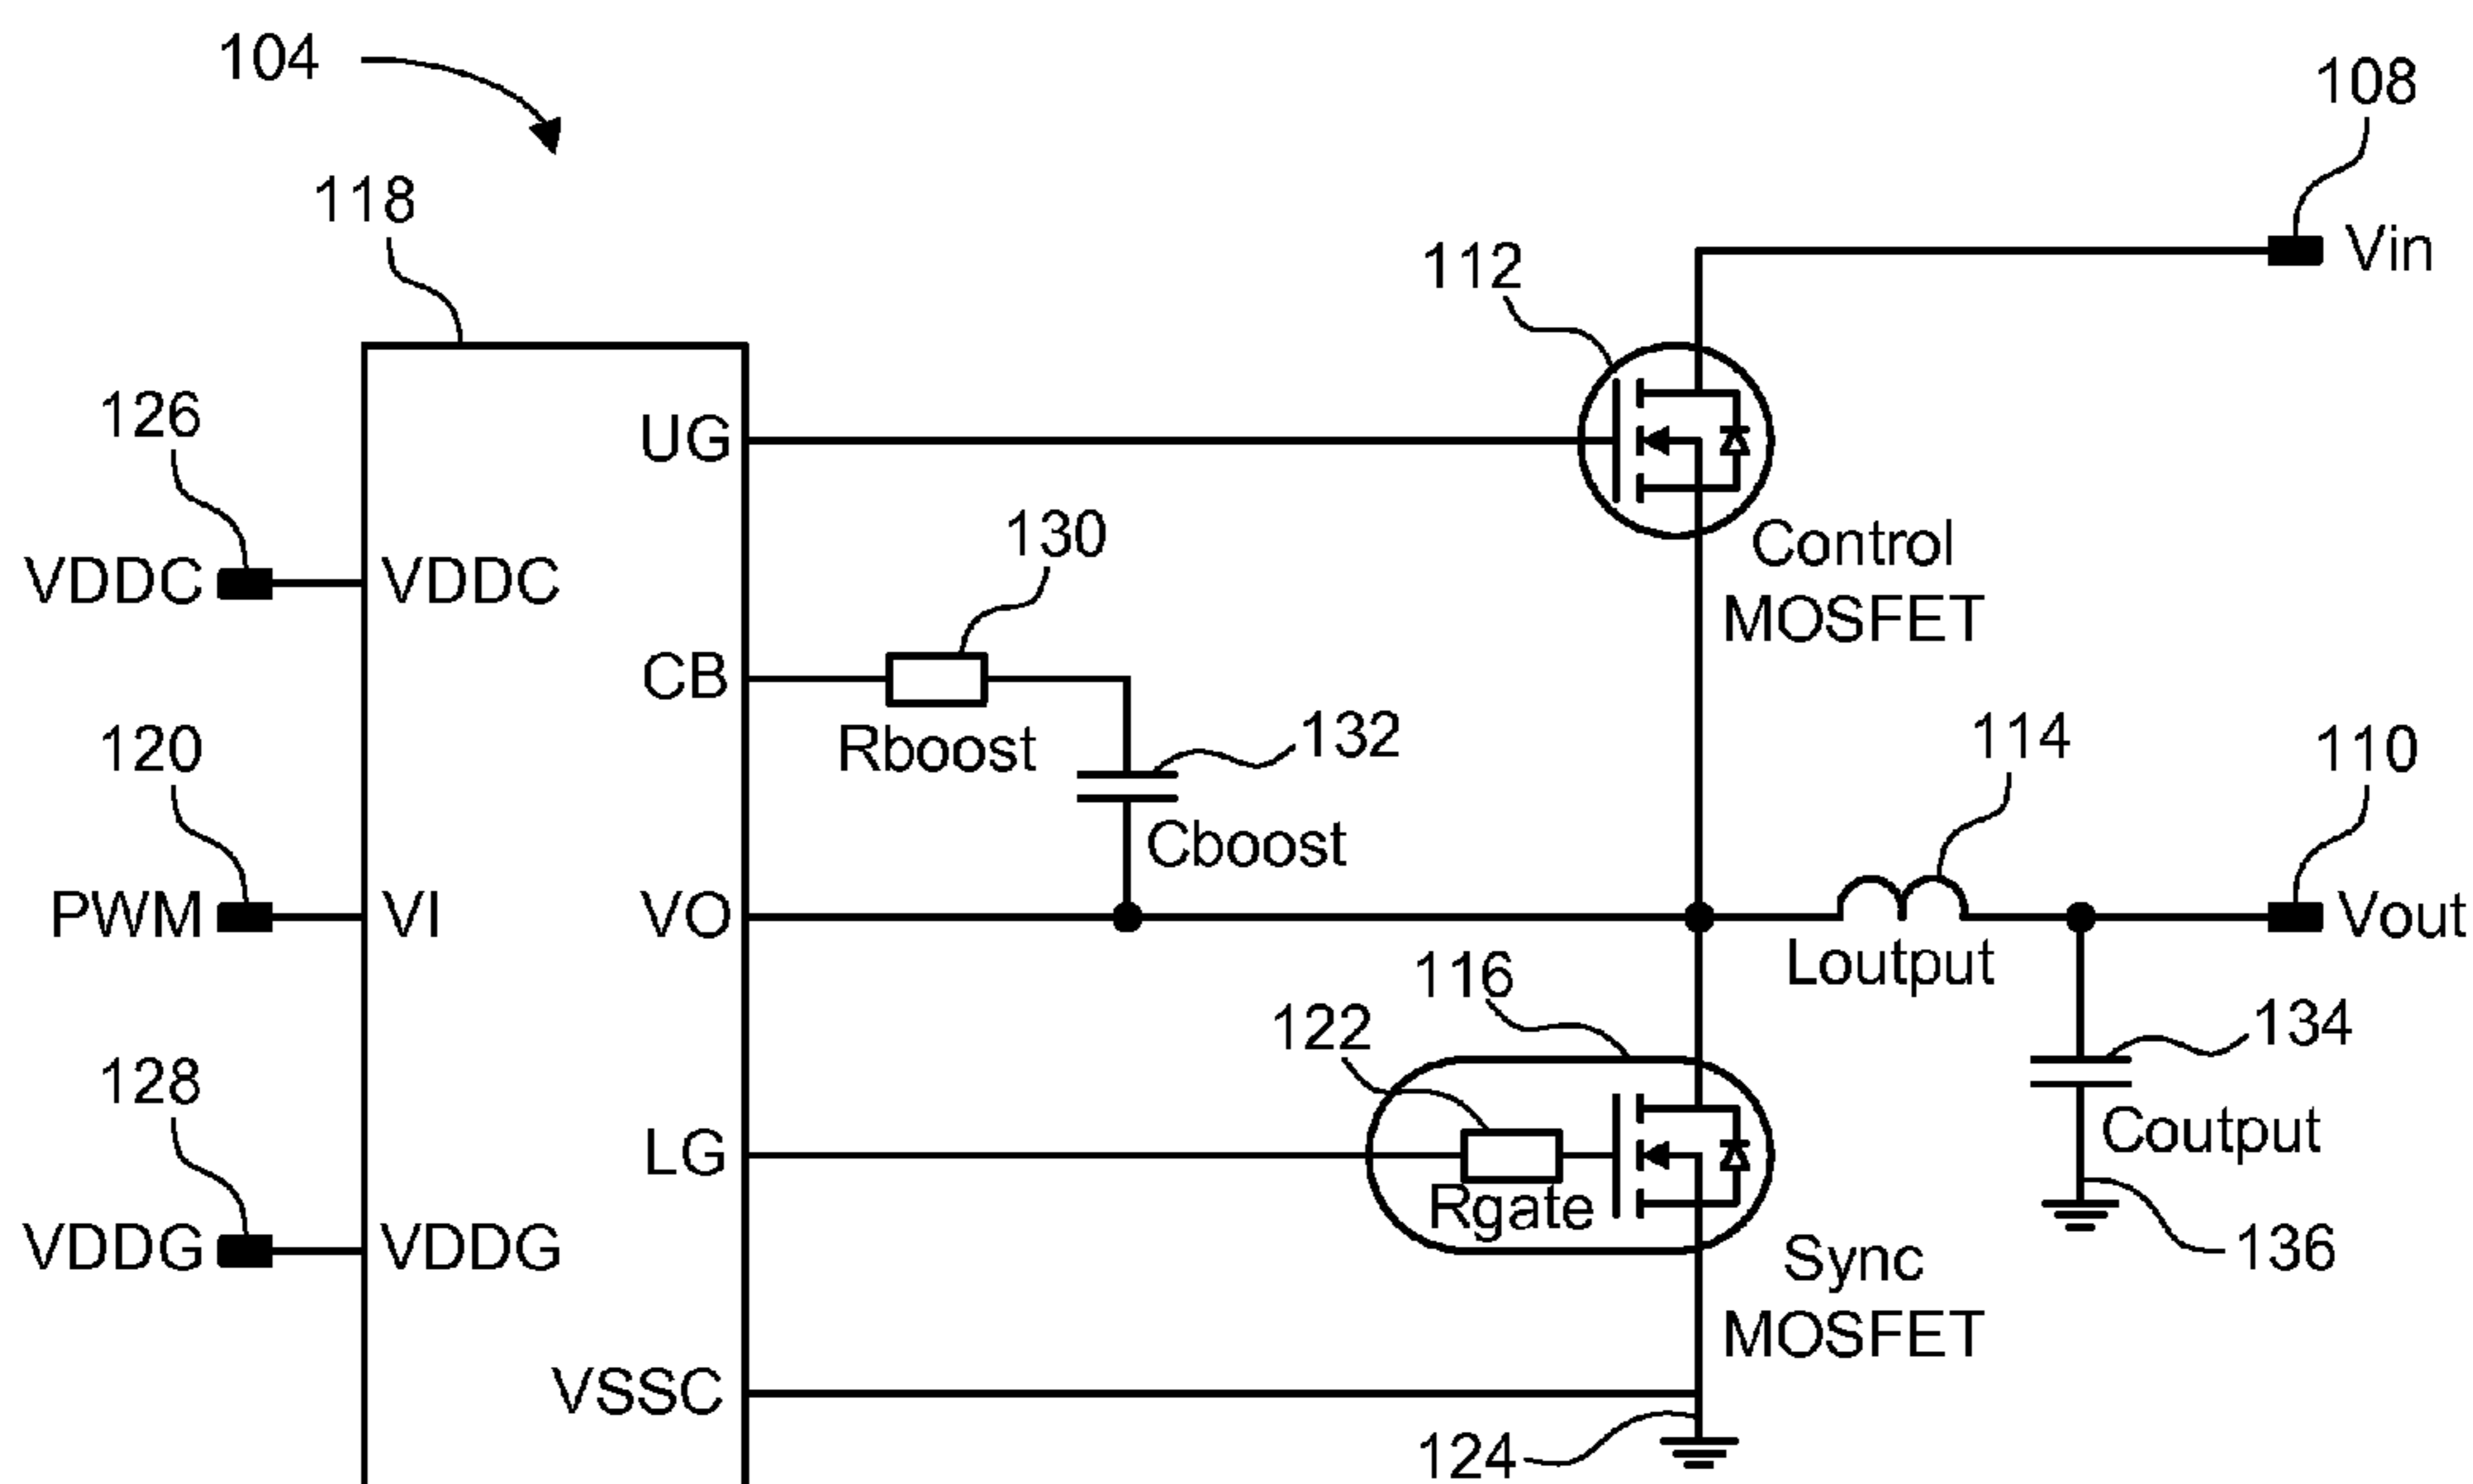 104
108
118
Vin
112
126
UG
130
Control
MOSFET
VDDC
VDDC
CB
120
Rboost
132
114
110
Cboost
PWM
VI
VO
Vout
Loutput
116
122
134
128
LG
Coutput
Rgate
136
VDDG
VDDG
Sync
MOSFET
VSSC
124